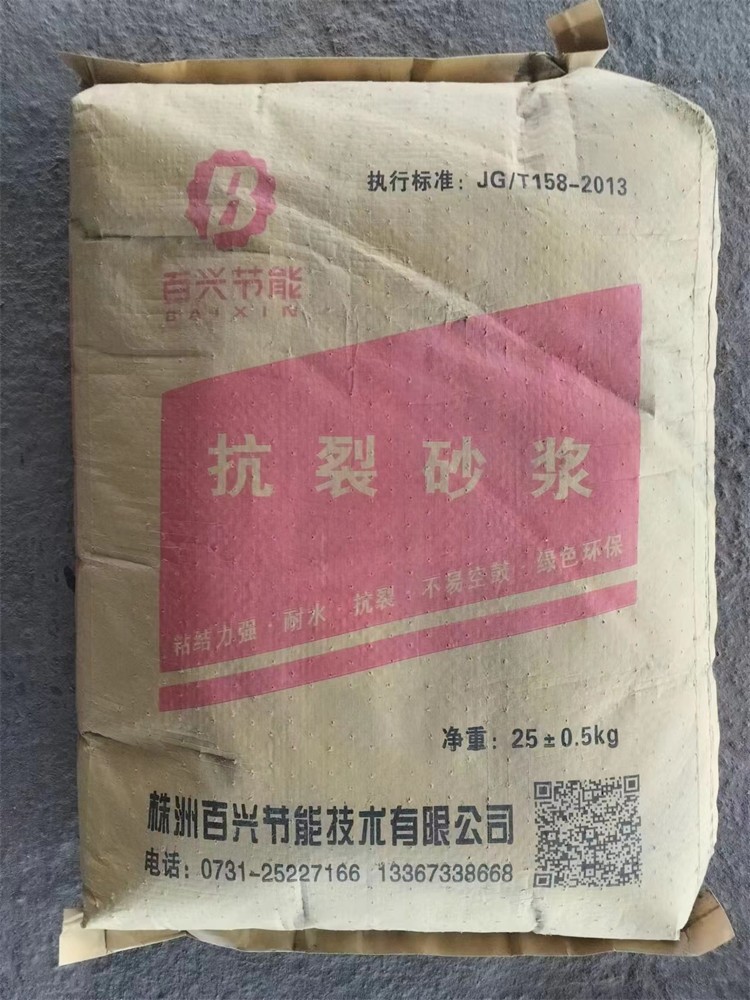 B
执行标准：JG/T158-2013
百兴节能
BAIXIN
抗裂砂浆
粘结力强·耐水·抗裂·不易空鼓·绿色环保
净重：25±0.5kg
株洲百兴节能技术有限公司
电话：0731-25227166 13367338668